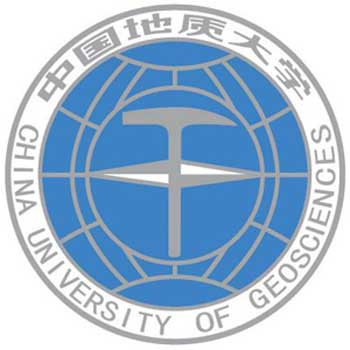 中国地质大学
CHINA UNIVERSITY OF GEOSCIENCES